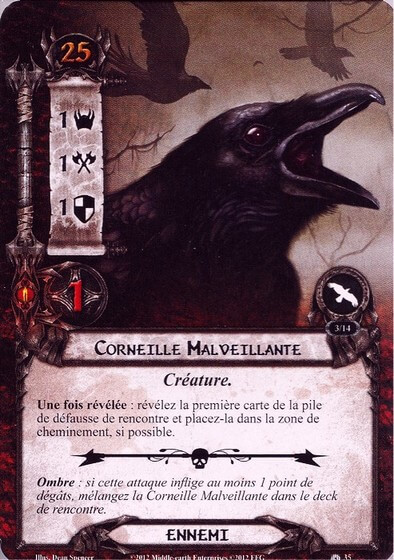 25
1
1
1
1
3/14
CORNEILLE MALVEILLANTE
Créature.
Une fois révélée : révélez la première carte de la pile
de défausse de rencontre et placez-la dans la zone de
cheminement, si possible.
Ombre : si cette attaque inflige au moins 1 point de
dégâts, mélangez la Corneille Malveillante dans le deck
de rencontre.
Illus. Dean Spencer
ENNEMI
©2012 Middle-earth Enterprises ©2012 FFG
35